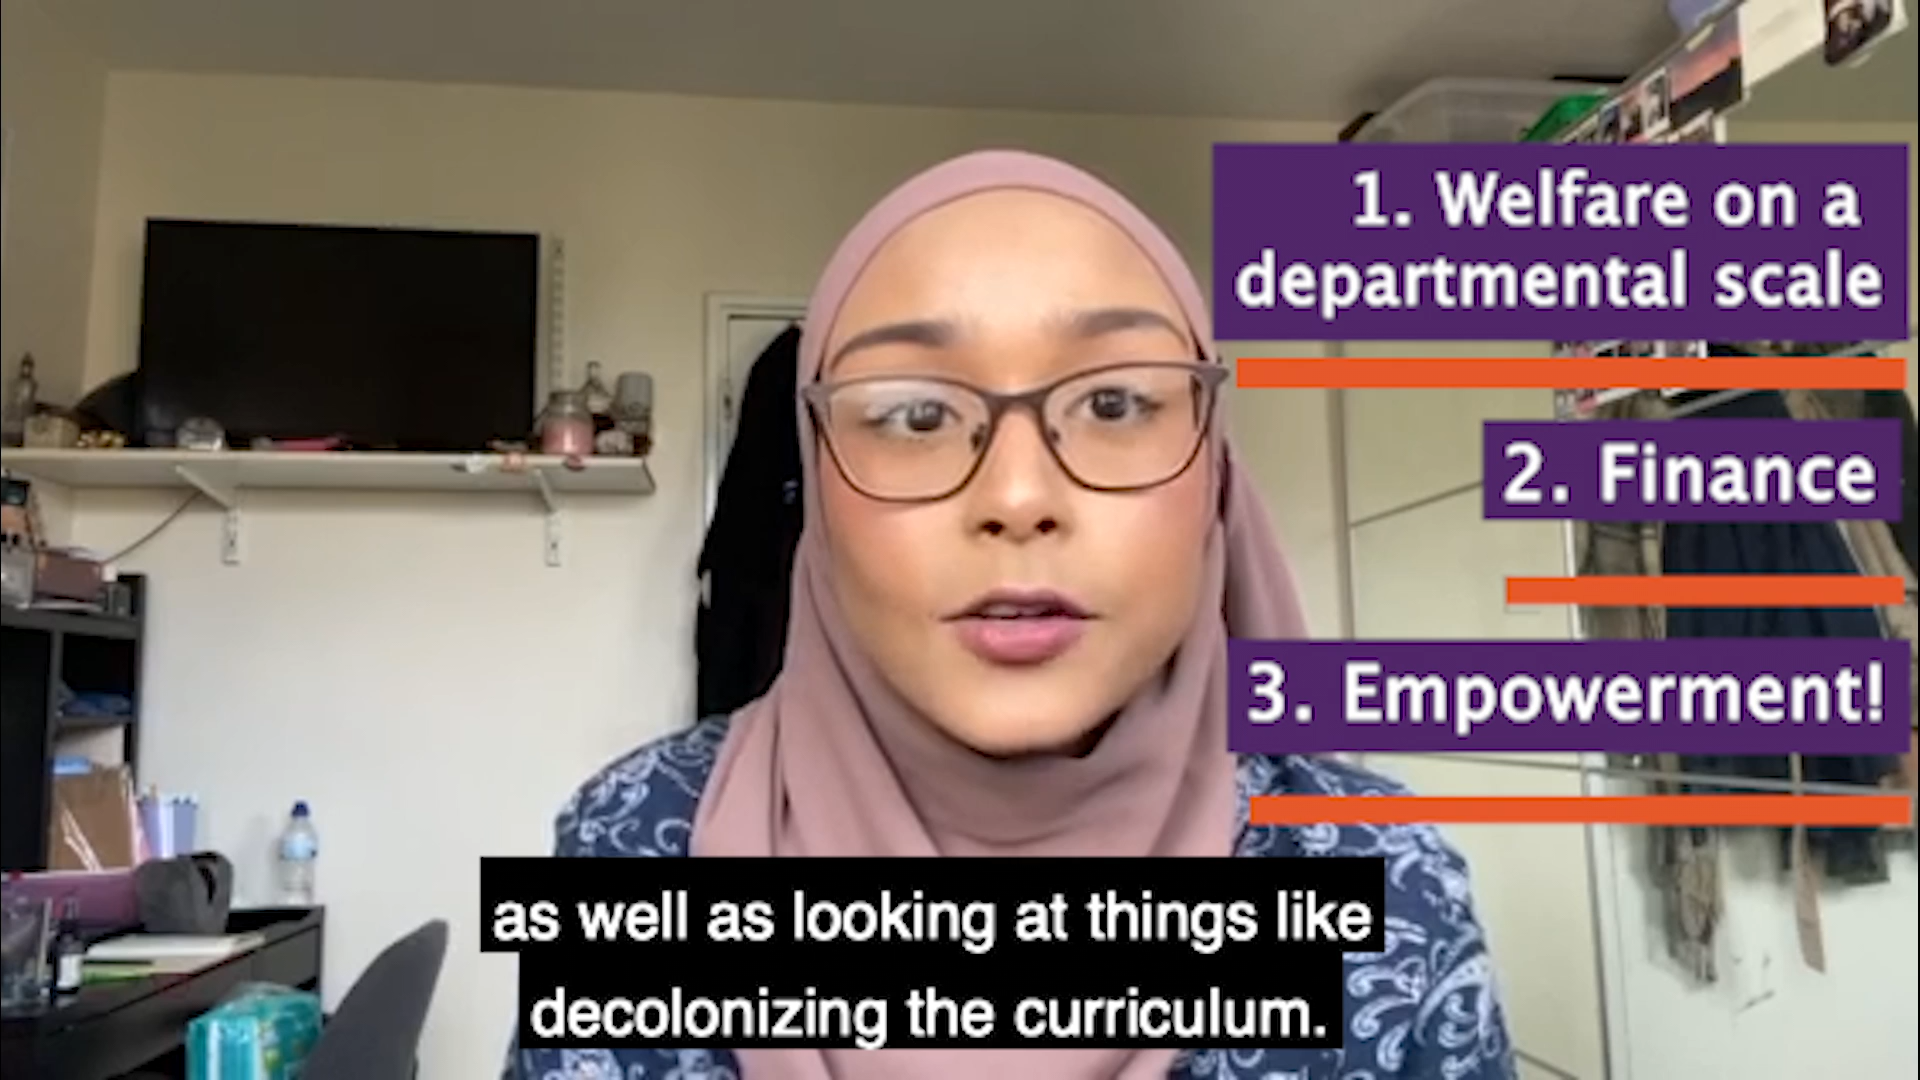 1. Welfare on a
departmental scale
2. Finance
3. Empowerment!
as well as looking at things like
decolonizing the curriculum.